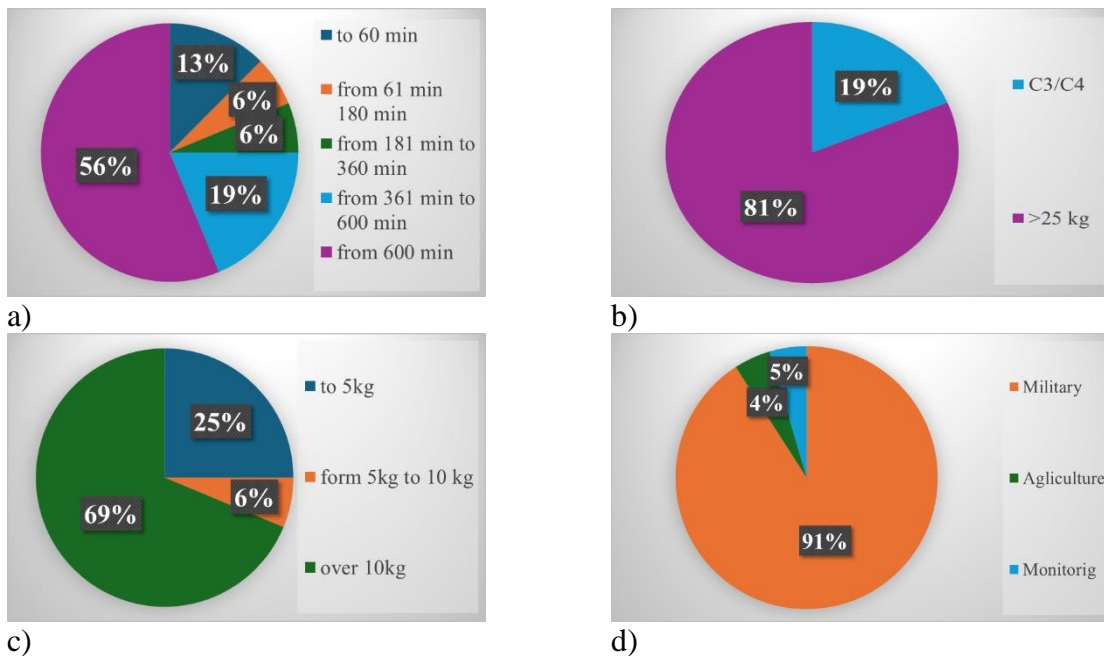 13%
6%
6%
19%
56%
to 60 min
from 61 min
180 min
from 181 min to
360 min
from 361 min to
600 min
from 600 min
a)
19%
81%
C3/C4
>25 kg
b)
25%
6%
69%
to 5kg
form 5kg to 10 kg
over 10kg
c)
5%
4%
91%
Military
Agliculture
Monitorig
d)